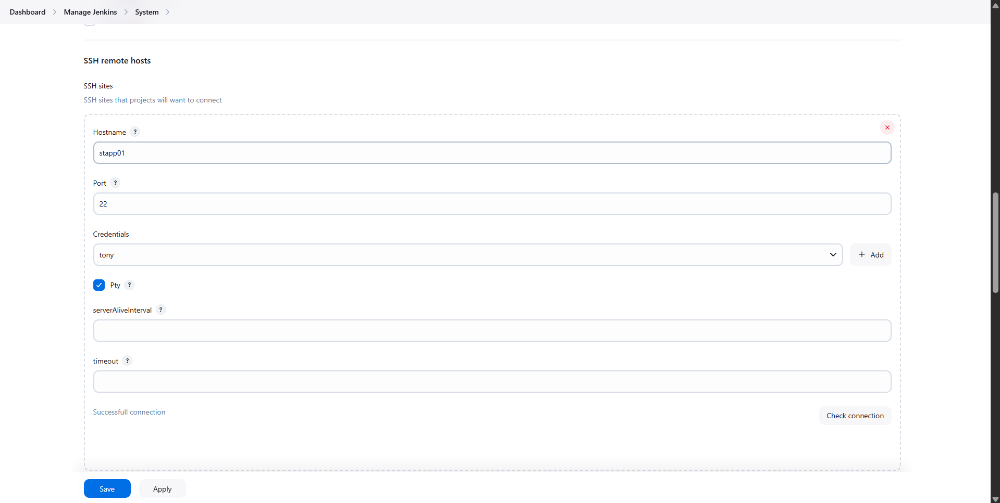 Dashboard > Manage Jenkins > System >
SSH remote hosts
SSH sites
SSH sites that projects will want to connect
Hostname ?
stapp01
Port ?
22
Credentials
tony
+ Add
Pty ?
serverAliveInterval ?
timeout ?
Successfull connection
Check connection
Save
Apply